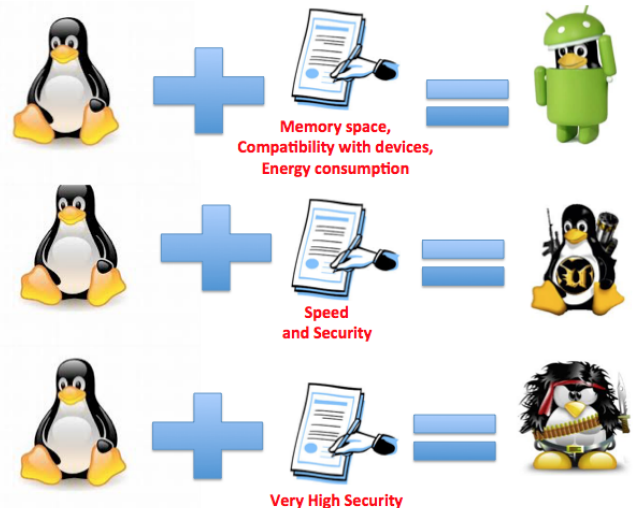 Memory space,
Compatibility with devices,
Energy consumption
Speed
and Security
Very High Security